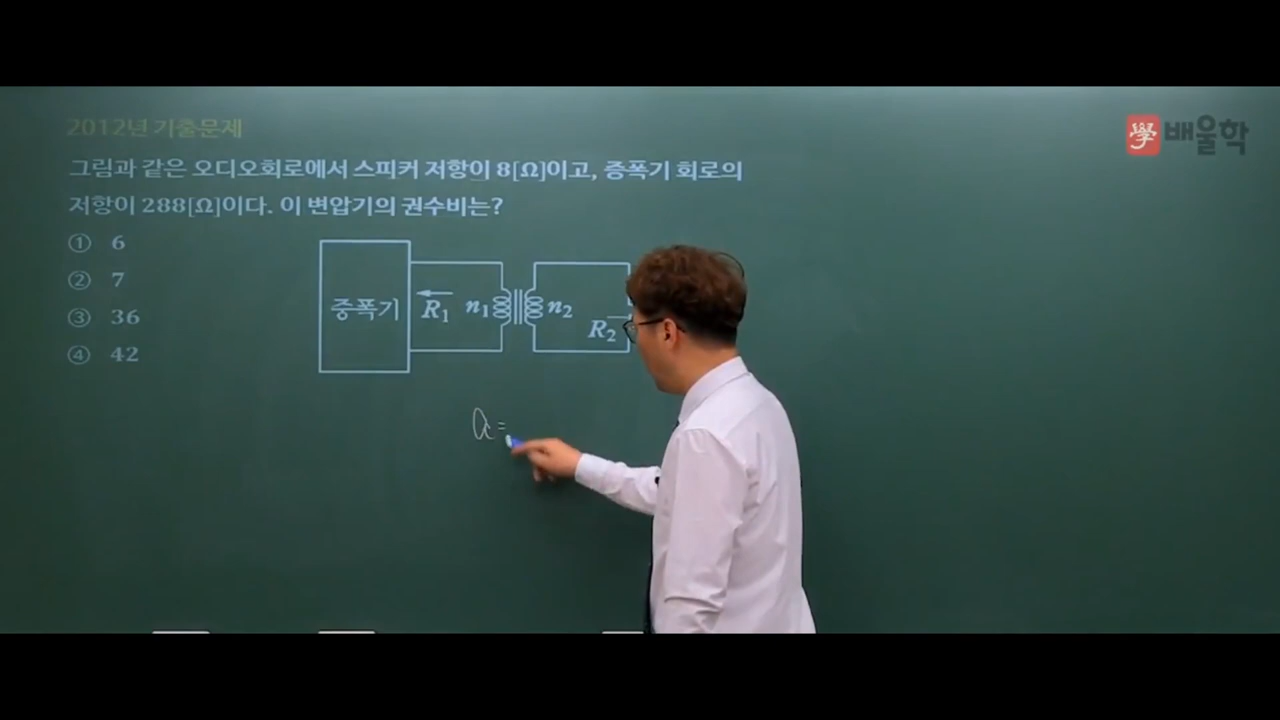 2012년 기출문제
그림과 같은 오디오회로에서 스피커 저항이 8[Ω]이고, 증폭기 회로의
저항이 288[Ω]이다. 이 변압기의 권수비는?
① 6
② 7
③ 36
④ 42
증폭기 R₁ n₁ n₂ R₂
a =
學 배울학